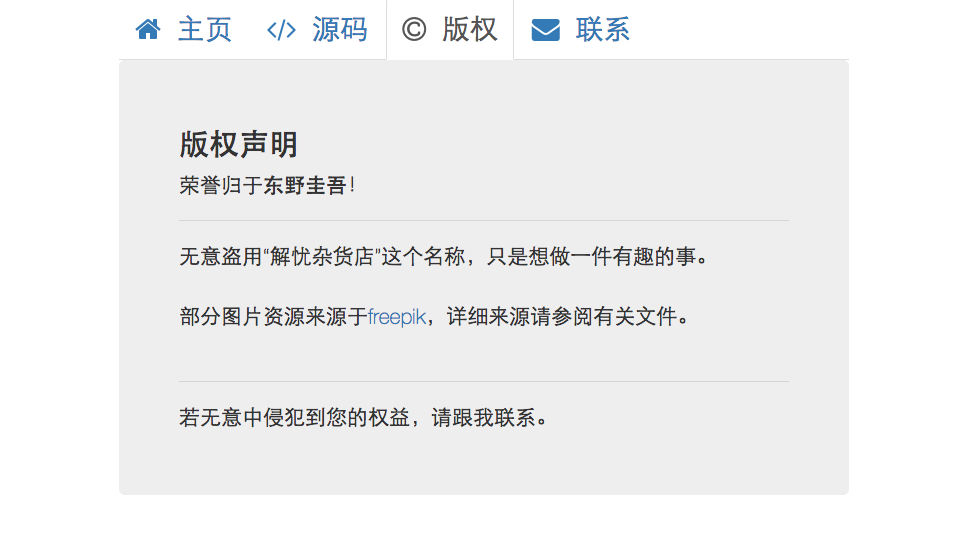 主页 源码 版权 联系
版权声明
荣誉归于东野圭吾！
无意盗用“解忧杂货店”这个名称，只是想做一件有趣的事。
部分图片资源来源于freepik，详细来源请参阅有关文件。
若无意中侵犯到您的权益，请跟我联系。